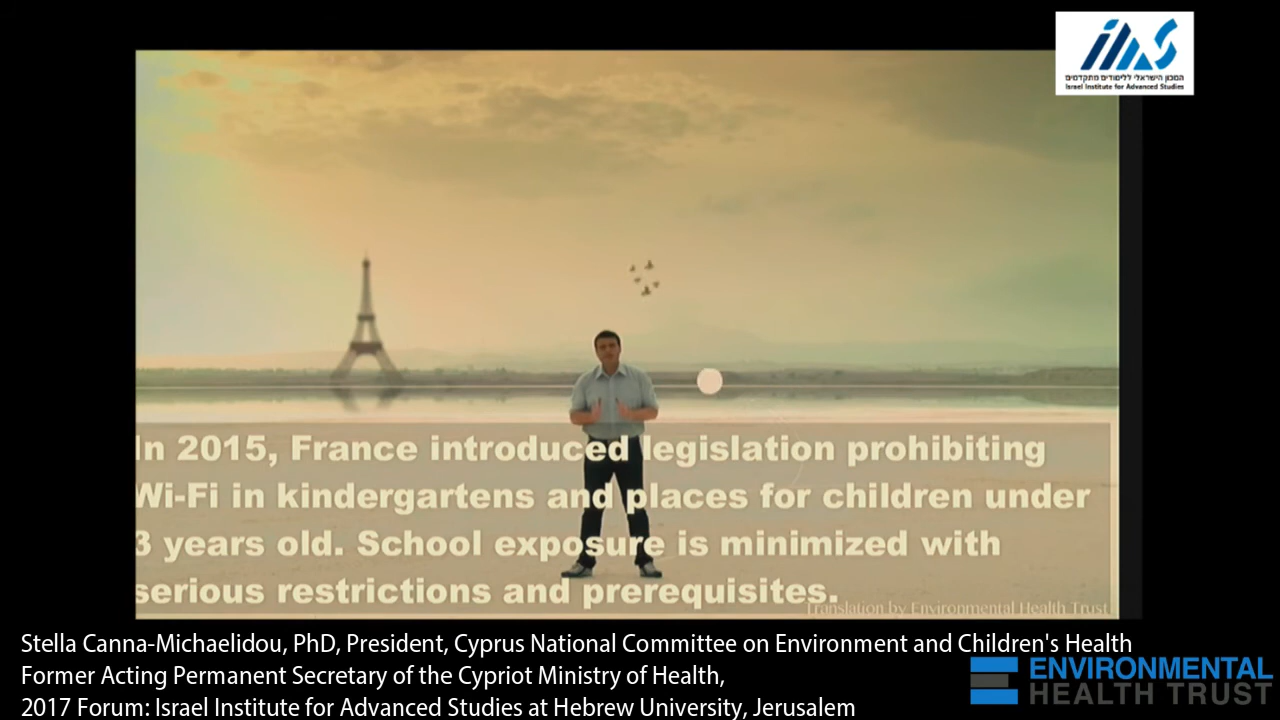 ias
המכון הישראלי ללימודים מתקדמים
Israel Institute for Advanced Studies
In 2015, France introduced legislation prohibiting
Wi-Fi in kindergartens and places for children under
3 years old. School exposure is minimized with
serious restrictions and prerequisites.
Translation by Environmental Health Trust
Stella Canna-Michaelidou, PhD, President, Cyprus National Committee on Environment and Children's Health
Former Acting Permanent Secretary of the Cypriot Ministry of Health,
2017 Forum: Israel Institute for Advanced Studies at Hebrew University, Jerusalem
ENVIRONMENTAL
HEALTH TRUST